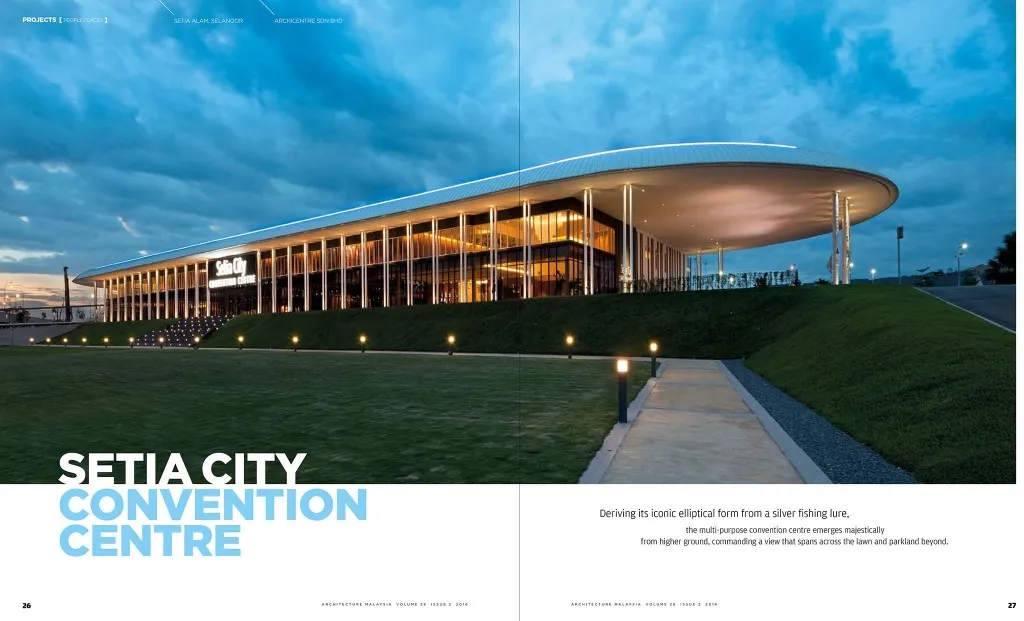 PROJECTS [ PEOPLE/PLACES ]
SETIA ALAM, SELANGOR
ARCHICENTRE SDN BHD
Setia City
CONVENTION CENTRE
SETIA CITY
CONVENTION
CENTRE
Deriving its iconic elliptical form from a silver fishing lure,
the multi-purpose convention centre emerges majestically
from higher ground, commanding a view that spans across the lawn and parkland beyond.
26
ARCHITECTURE MALAYSIA VOLUME 28 ISSUE 2 2016
ARCHITECTURE MALAYSIA VOLUME 28 ISSUE 2 2016
27